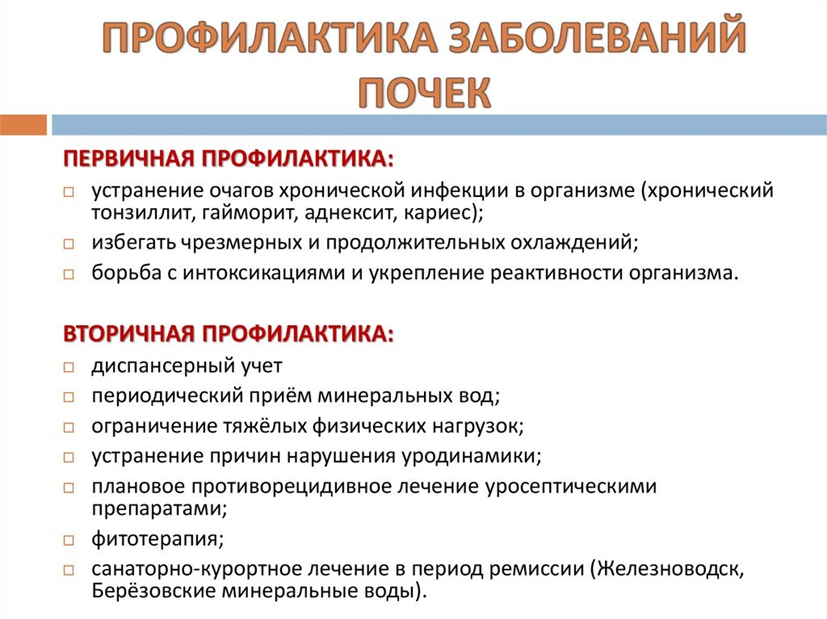 ПРОФИЛАКТИКА ЗАБОЛЕВАНИЙ
ПОЧЕК
ПЕРВИЧНАЯ ПРОФИЛАКТИКА:
устранение очагов хронической инфекции в организме (хронический
тонзиллит, гайморит, аднексит, кариес);
избегать чрезмерных и продолжительных охлаждений;
борьба с интоксикациями и укрепление реактивности организма.
ВТОРИЧНАЯ ПРОФИЛАКТИКА:
диспансерный учет
периодический приём минеральных вод;
ограничение тяжёлых физических нагрузок;
устранение причин нарушения уродинамики;
плановое противорецидивное лечение уросептическими
препаратами;
фитотерапия;
санаторно-курортное лечение в период ремиссии (Железноводск,
Берёзовские минеральные воды).